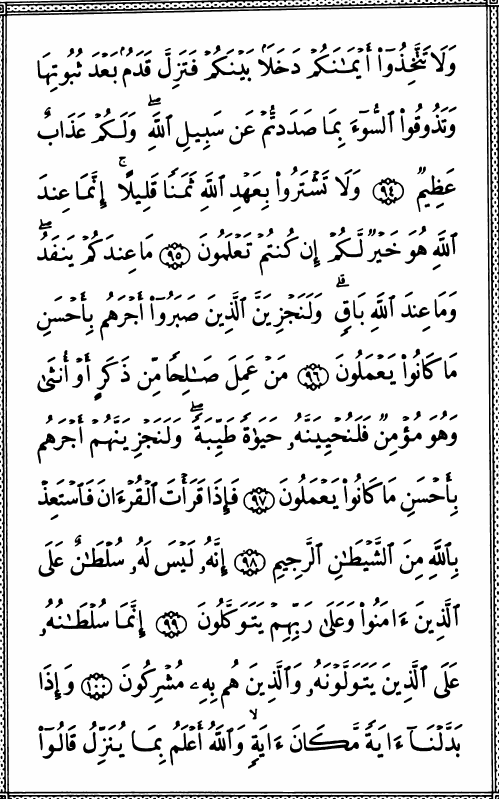 وَلَا تَتَّخِذُوٓا۟ أَيْمَٰنَكُمْ دَخَلًۢا بَيْنَكُمْ فَتَزِلَّ قَدَمٌۢ بَعْدَ ثُبُوتِهَا
وَتَذُوقُوا۟ ٱلسُّوٓءَ بِمَا صَدَدتُّمْ عَن سَبِيلِ ٱللَّهِ ۖ وَلَكُمْ عَذَابٌ
عَظِيمٌ ﴿٩٤﴾ وَلَا تَشْتَرُوا۟ بِعَهْدِ ٱللَّهِ ثَمَنًا قَلِيلًا ۚ إِنَّمَا عِندَ
ٱللَّهِ هُوَ خَيْرٌ لَّكُمْ إِن كُنتُمْ تَعْلَمُونَ ﴿٩٥﴾ مَا عِندَكُمْ يَنفَدُ ۖ
وَمَا عِندَ ٱللَّهِ بَاقٍ ۗ وَلَنَجْزِيَنَّ ٱلَّذِينَ صَبَرُوٓا۟ أَجْرَهُم بِأَحْسَنِ
مَا كَانُوا۟ يَعْمَلُونَ ﴿٩٦﴾ مَنْ عَمِلَ صَٰلِحًا مِّن ذَكَرٍ أَوْ أُنثَىٰ
وَهُوَ مُؤْمِنٌ فَلَنُحْيِيَنَّهُۥ حَيَوٰةً طَيِّبَةً ۖ وَلَنَجْزِيَنَّهُمْ أَجْرَهُم
بِأَحْسَنِ مَا كَانُوا۟ يَعْمَلُونَ ﴿٩٧﴾ فَإِذَا قَرَأْتَ ٱلْقُرْءَانَ فَٱسْتَعِذْ
بِٱللَّهِ مِنَ ٱلشَّيْطَٰنِ ٱلرَّجِيمِ ﴿٩٨﴾ إِنَّهُۥ لَيْسَ لَهُۥ سُلْطَٰنٌ عَلَى
ٱلَّذِينَ ءَامَنُوا۟ وَعَلَىٰ رَبِّهِمْ يَتَوَكَّلُونَ ﴿٩٩﴾ إِنَّمَا سُلْطَٰنُهُۥ
عَلَى ٱلَّذِينَ يَتَوَلَّوْنَهُۥ وَٱلَّذِينَ هُم بِهِۦ مُشْرِكُونَ ﴿١٠٠﴾ وَإِذَا
بَدَّلْنَآ ءَايَةً مَّكَانَ ءَايَةٍ ۙ وَٱللَّهُ أَعْلَمُ بِمَا يُنَزِّلُ قَالُوٓا۟